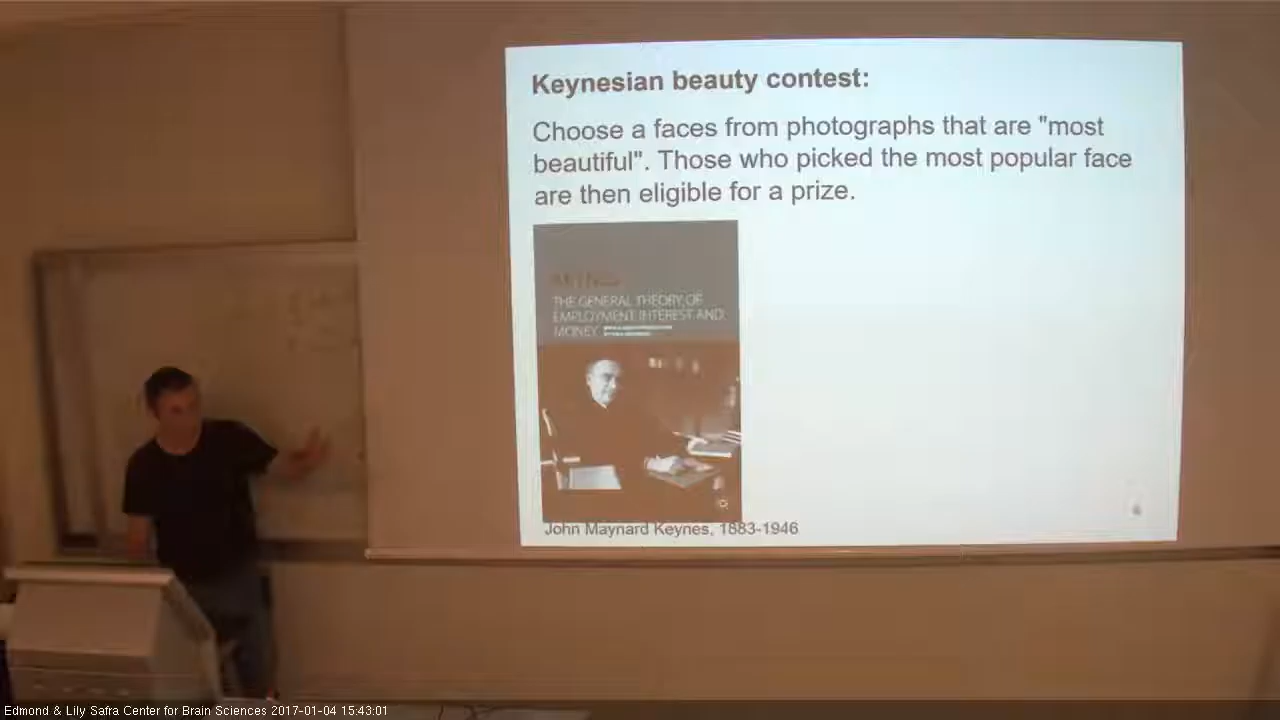 Keynesian beauty contest:
Choose a faces from photographs that are "most
beautiful". Those who picked the most popular face
are then eligible for a prize.
THE GENERAL THEORY OF
EMPLOYMENT INTEREST AND
MONEY
John Maynard Keynes, 1883-1946
Edmond & Lily Safra Center for Brain Sciences 2017-01-04 15:43:01